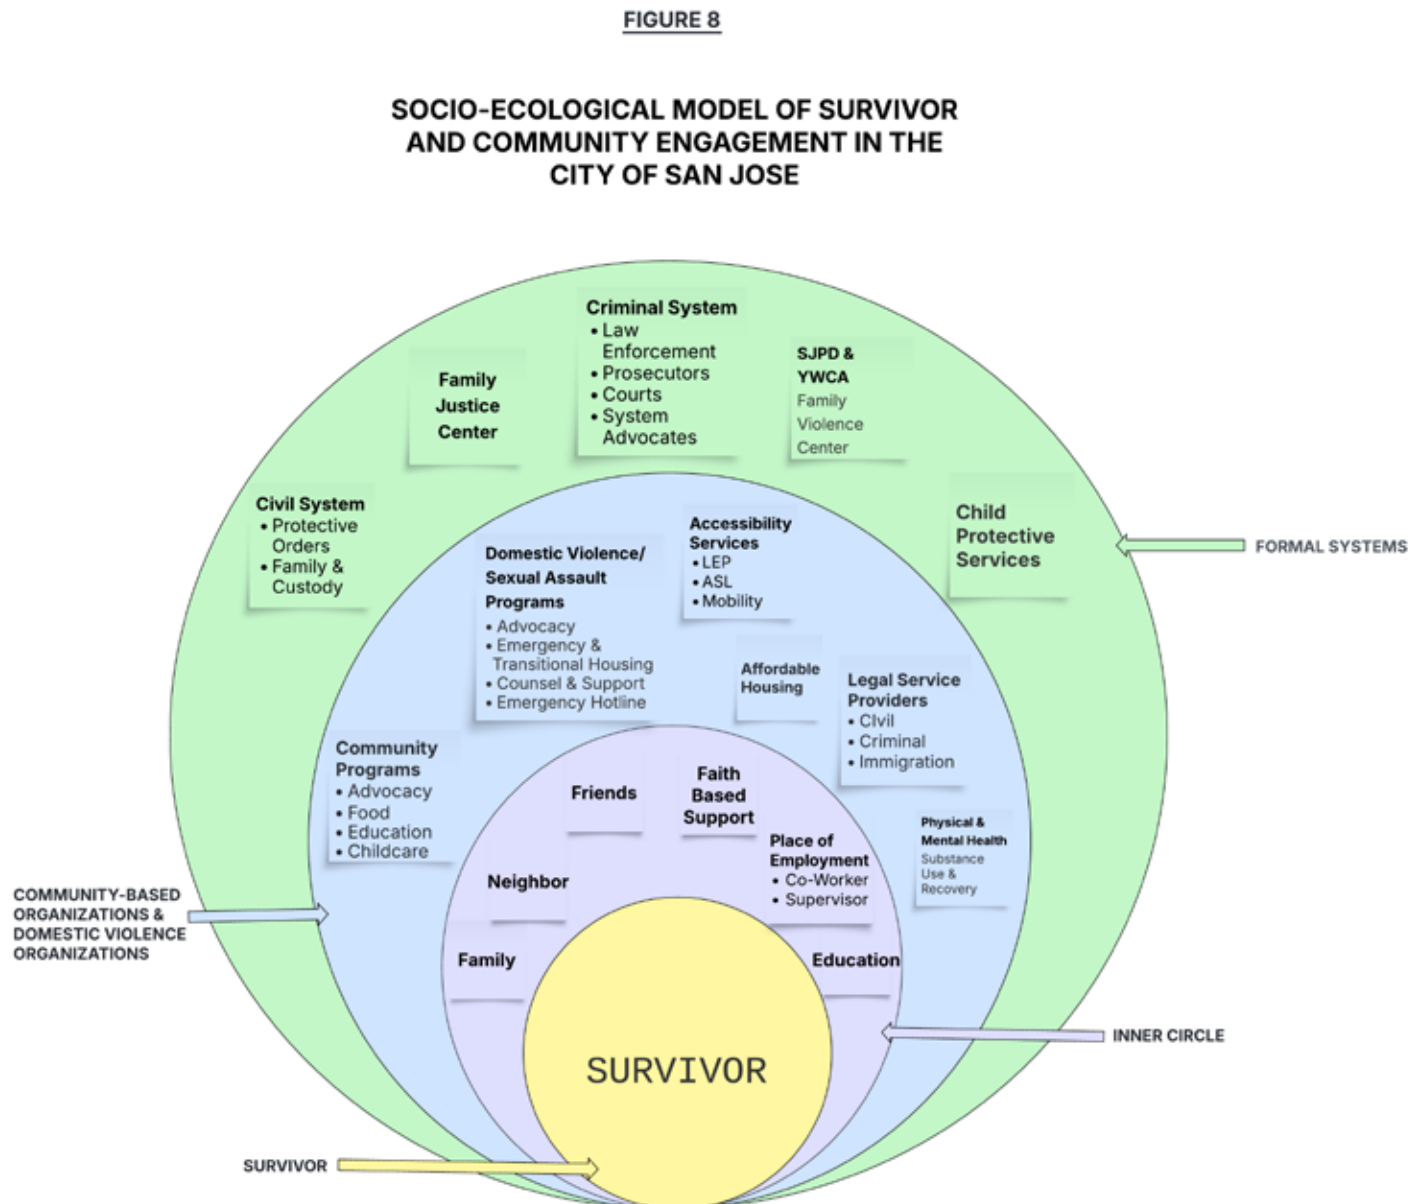 FIGURE 8
SOCIO-ECOLOGICAL MODEL OF SURVIVOR
AND COMMUNITY ENGAGEMENT IN THE
CITY OF SAN JOSE
Criminal System
• Law
Enforcement
• Prosecutors
• Courts
• System
Advocates
Family
Justice
Center
SJPD &
YWCA
Family
Violence
Center
Civil System
• Protective
Orders
• Family &
Custody
Child
Protective
Services
FORMAL SYSTEMS
Domestic Violence/
Sexual Assault
Programs
• Advocacy
• Emergency &
Transitional Housing
• Counsel & Support
• Emergency Hotline
Accessibility
Services
• LEP
• ASL
• Mobility
Affordable
Housing
Legal Service
Providers
• CIvil
• Criminal
• Immigration
Community
Programs
• Advocacy
• Food
• Education
• Childcare
Physical &
Mental Health
Substance
Use &
Recovery
COMMUNITY-BASED
ORGANIZATIONS &
DOMESTIC VIOLENCE
ORGANIZATIONS
Friends
Faith
Based
Support
Place of
Employment
• Co-Worker
• Supervisor
Neighbor
Family
Education
INNER CIRCLE
SURVIVOR
SURVIVOR